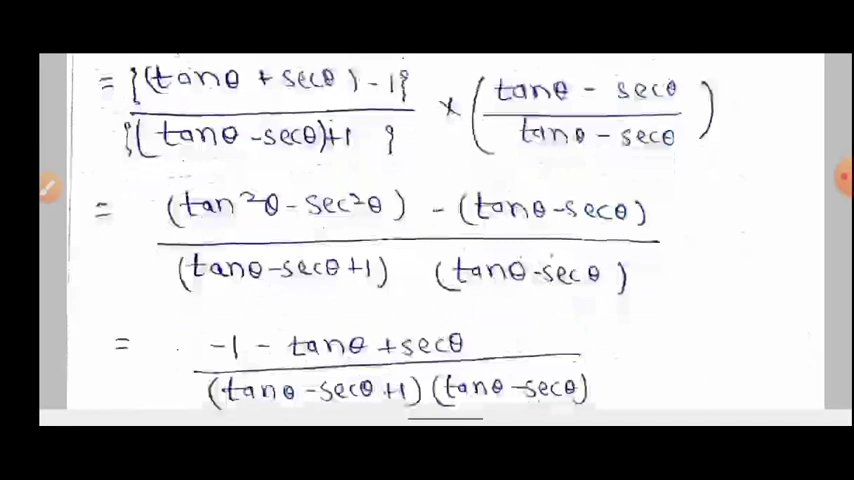 = {(tanθ + secθ) - 1} / {(tanθ - secθ)+1} × (tanθ - secθ / tanθ - secθ)
= (tan²θ - sec²θ) - (tanθ - secθ) / (tanθ - secθ + 1) (tanθ - secθ)
= -1 - tanθ + secθ / (tanθ - secθ + 1) (tanθ - secθ)